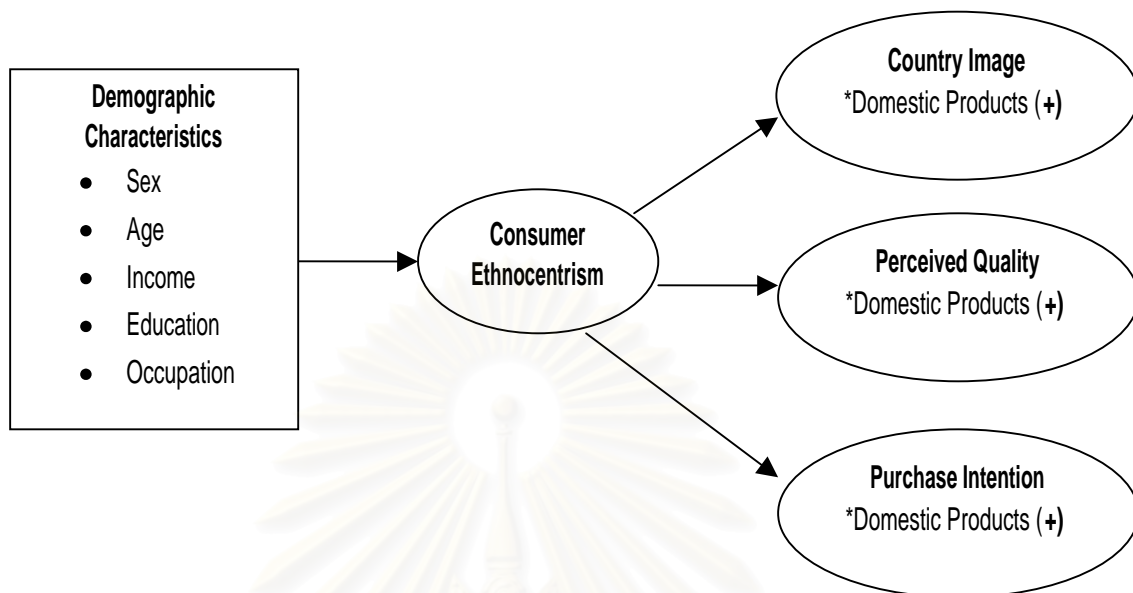 Demographic
Characteristics
● Sex
● Age
● Income
● Education
● Occupation
Consumer
Ethnocentrism
Country Image
*Domestic Products (+)
Perceived Quality
*Domestic Products (+)
Purchase Intention
*Domestic Products (+)